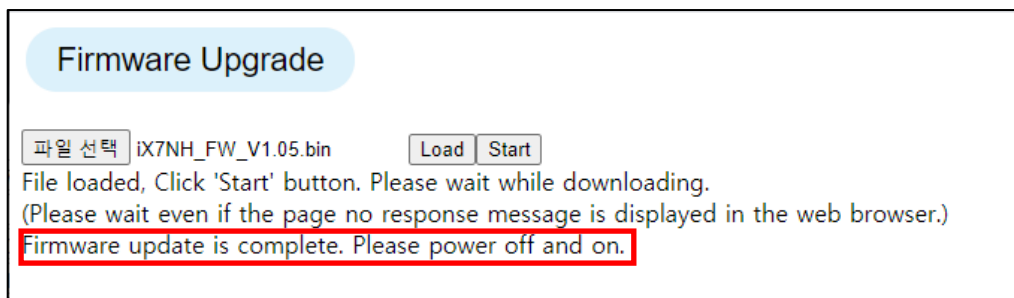 Firmware Upgrade
파일 선택 iX7NH_FW_V1.05.bin Load Start
File loaded, Click 'Start' button. Please wait while downloading.
(Please wait even if the page no response message is displayed in the web browser.)
Firmware update is complete. Please power off and on.